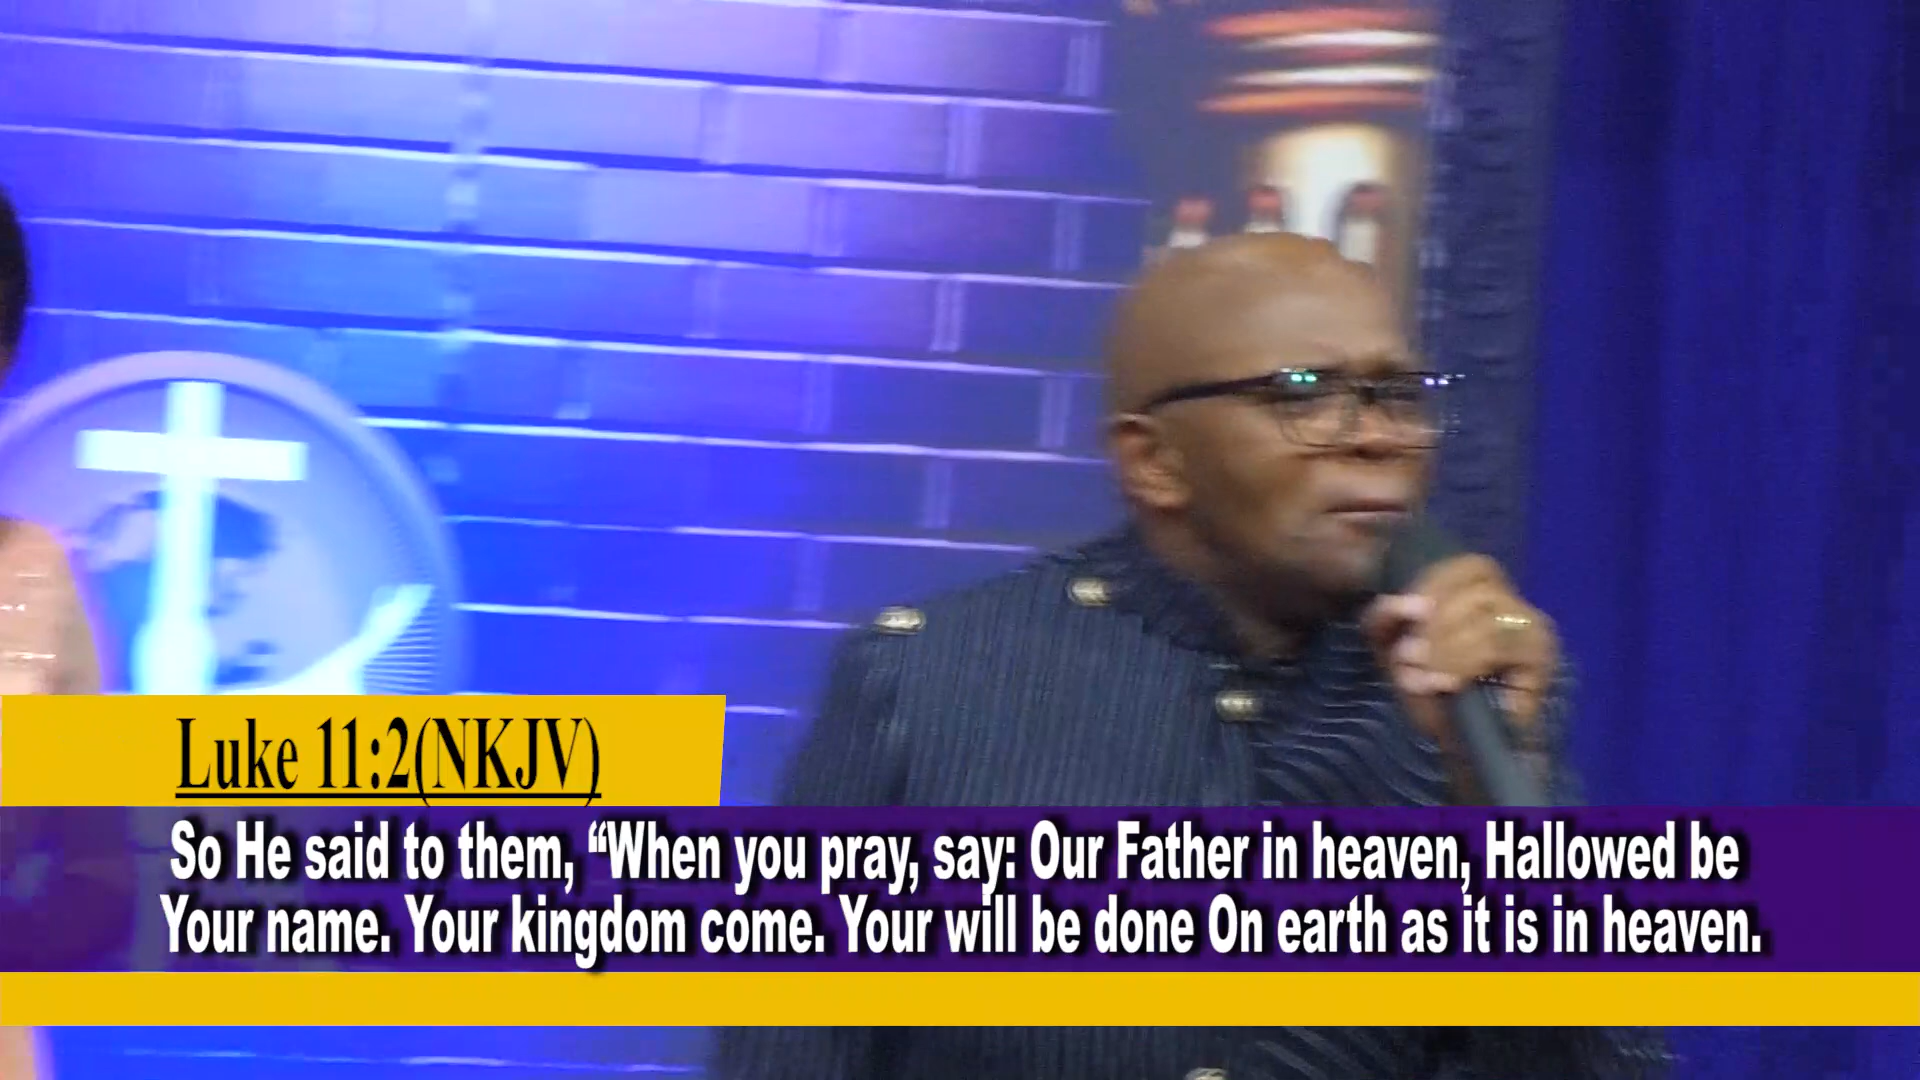 Luke 11:2(NKJV)
So He said to them, “When you pray, say: Our Father in heaven, Hallowed be
Your name. Your kingdom come. Your will be done On earth as it is in heaven.